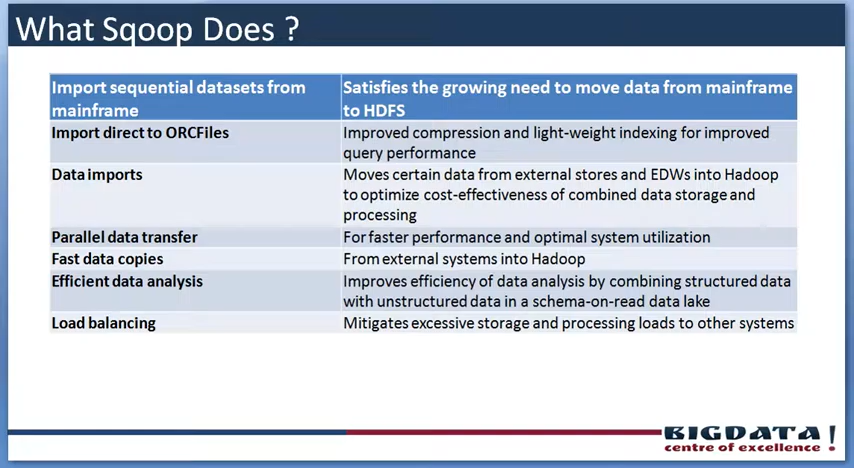 What Sqoop Does ?
Import sequential datasets from
mainframe
Satisfies the growing need to move data from mainframe
to HDFS
Import direct to ORCFiles
Improved compression and light-weight indexing for improved
query performance
Data imports
Moves certain data from external stores and EDWs into Hadoop
to optimize cost-effectiveness of combined data storage and
processing
Parallel data transfer
For faster performance and optimal system utilization
Fast data copies
From external systems into Hadoop
Efficient data analysis
Improves efficiency of data analysis by combining structured data
with unstructured data in a schema-on-read data lake
Load balancing
Mitigates excessive storage and processing loads to other systems
BIGDATA!
centre of excellence